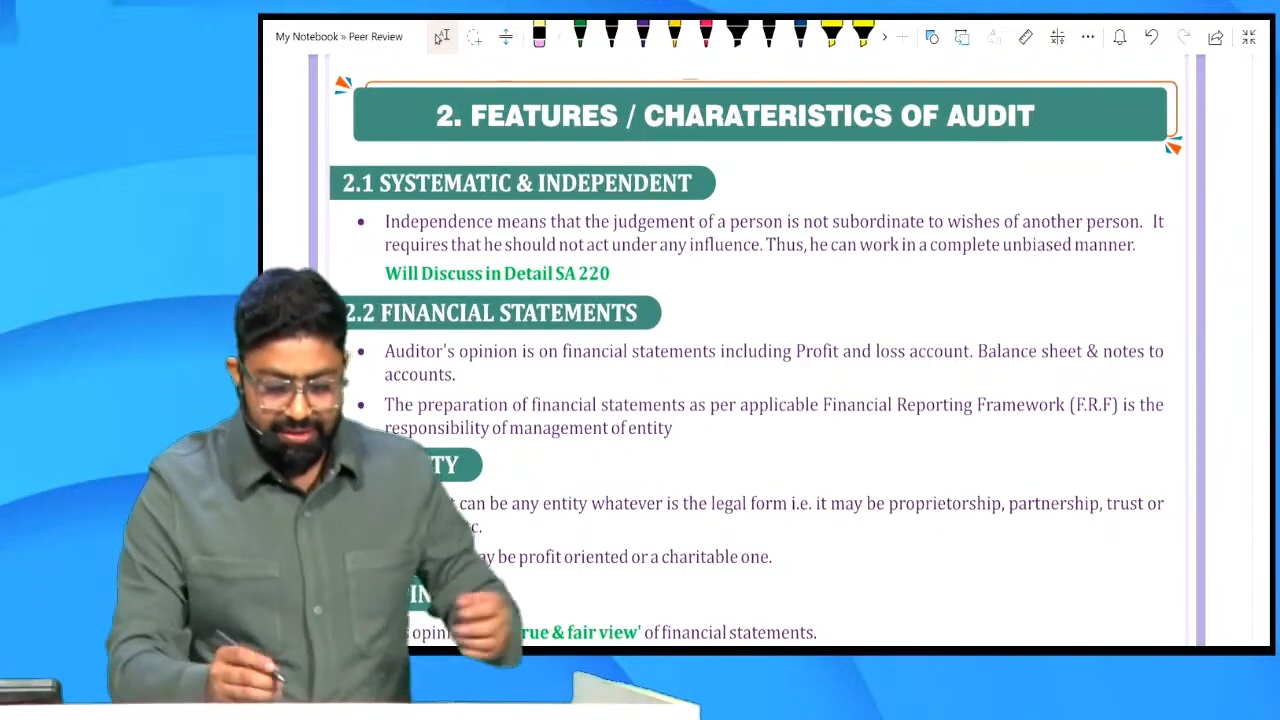 My Notebook » Peer Review
2. FEATURES / CHARATERISTICS OF AUDIT
2.1 SYSTEMATIC & INDEPENDENT
• Independence means that the judgement of a person is not subordinate to wishes of another person. It
requires that he should not act under any influence. Thus, he can work in a complete unbiased manner.
Will Discuss in Detail SA 220
2.2 FINANCIAL STATEMENTS
• Auditor's opinion is on financial statements including Profit and loss account. Balance sheet & notes to
accounts.
• The preparation of financial statements as per applicable Financial Reporting Framework (F.R.F) is the
responsibility of management of entity
TY
can be any entity whatever is the legal form i.e. it may be proprietorship, partnership, trust or
be profit oriented or a charitable one.
& fair view' of financial statements.